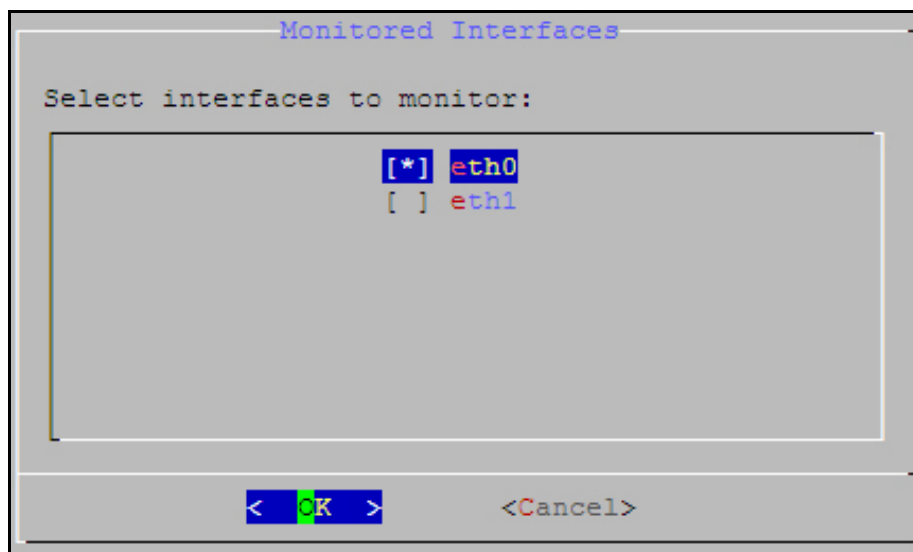 Monitored Interfaces
Select interfaces to monitor:
[*] eth0
[ ] eth1
< OK > <Cancel>